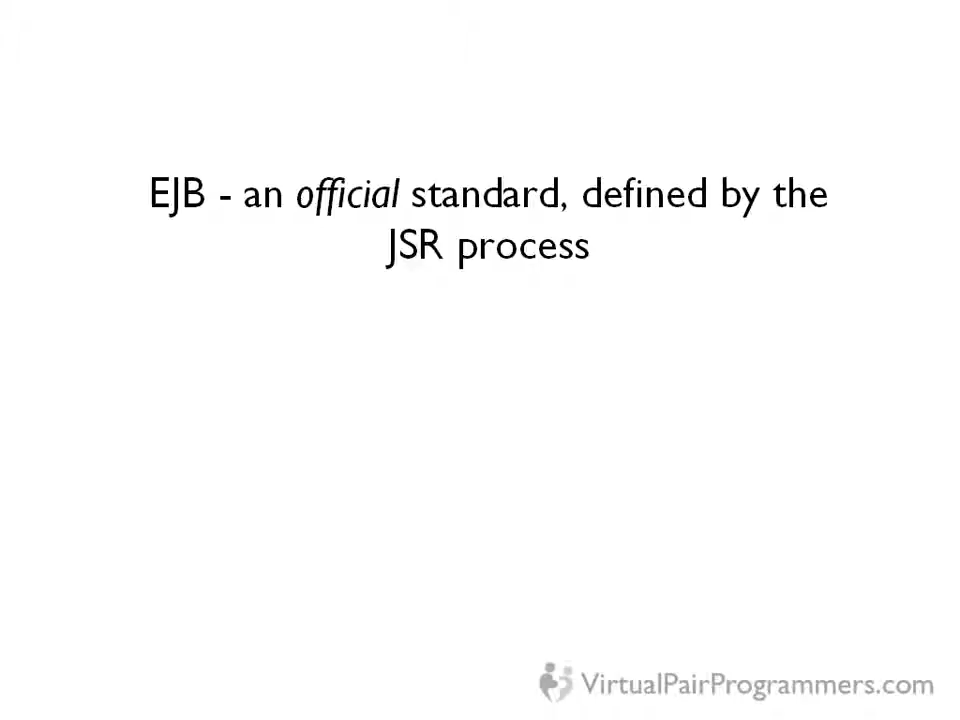 EJB - an official standard, defined by the
JSR process
VirtualPairProgrammers.com